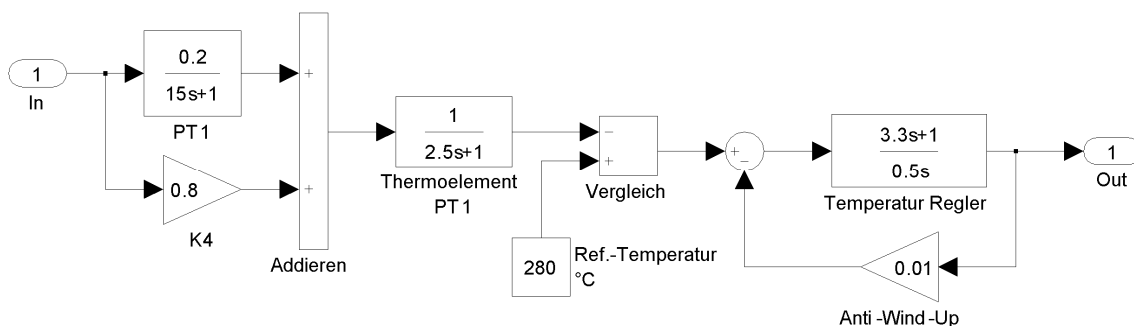 1
In
0.2
15s+1
PT1
0.8
K4
+
+
Addieren
1
2.5s+1
Thermoelement
PT1
−
+
Vergleich
280
Ref.-Temperatur
°C
+
−
3.3s+1
0.5s
Temperatur Regler
0.01
Anti -Wind -Up
1
Out